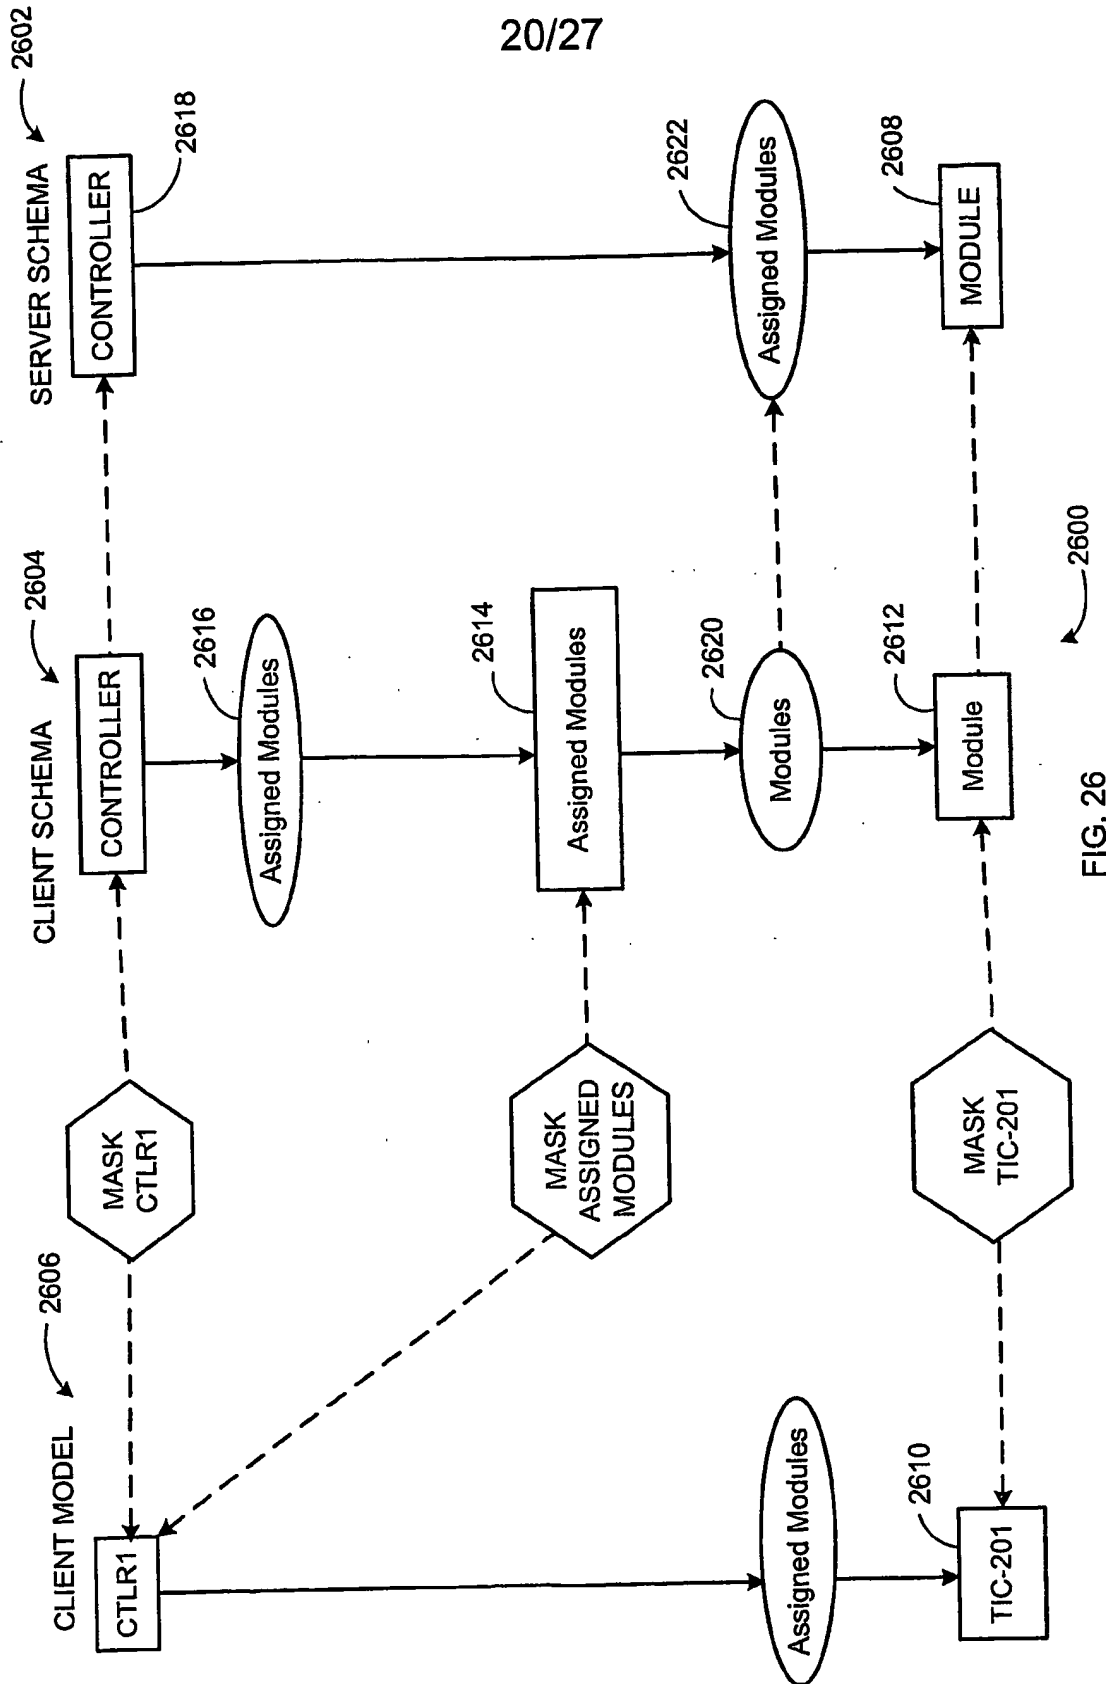 20/27
CLIENT MODEL
2606
CLIENT SCHEMA
2604
SERVER SCHEMA
2602
CTLR1
MASK
CTLR1
CONTROLLER
CONTROLLER
2618
2616
Assigned Modules
MASK
ASSIGNED
MODULES
2614
Assigned Modules
Assigned Modules
2620
Modules
2622
Assigned Modules
2610
TIC-201
MASK
TIC-201
2612
Module
2608
MODULE
2600
FIG. 26